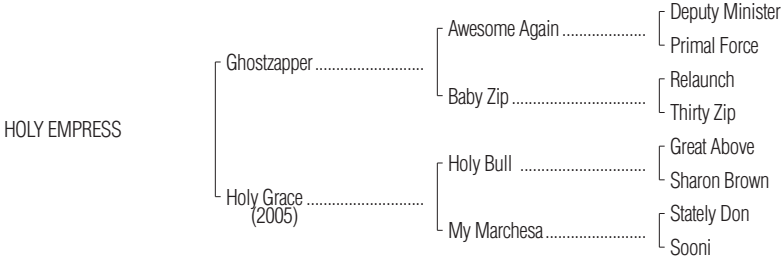 Deputy Minister
Awesome Again
Primal Force
Ghostzapper
Relaunch
Baby Zip
Thirty Zip
HOLY EMPRESS
Great Above
Holy Bull
Sharon Brown
Holy Grace
(2005)
Stately Don
My Marchesa
Sooni